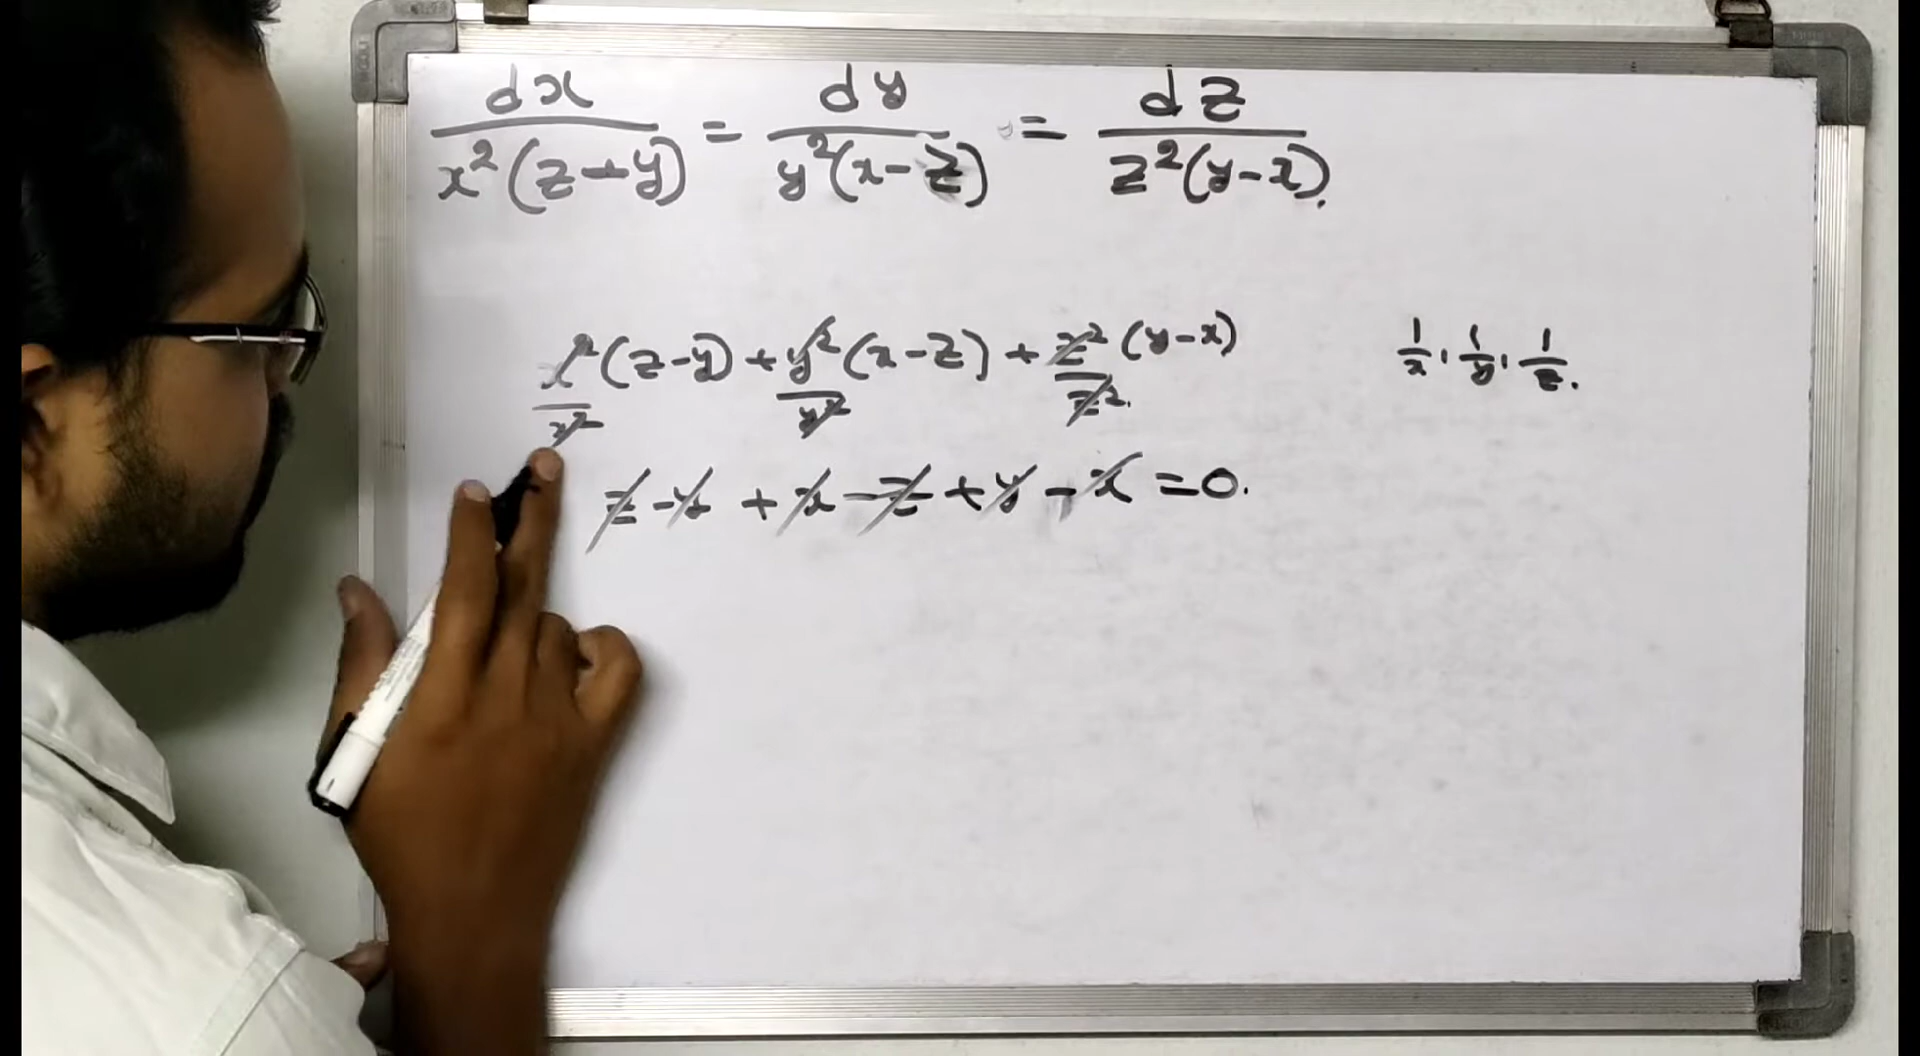 dx/x²(z-y) = dy/y²(x-z) = dz/z²(y-x).
x²/x²(z-y) + y²/y²(x-z) + z²/z².(y-x)
1/x, 1/y, 1/z.
z-y + x-z+y-x = 0.